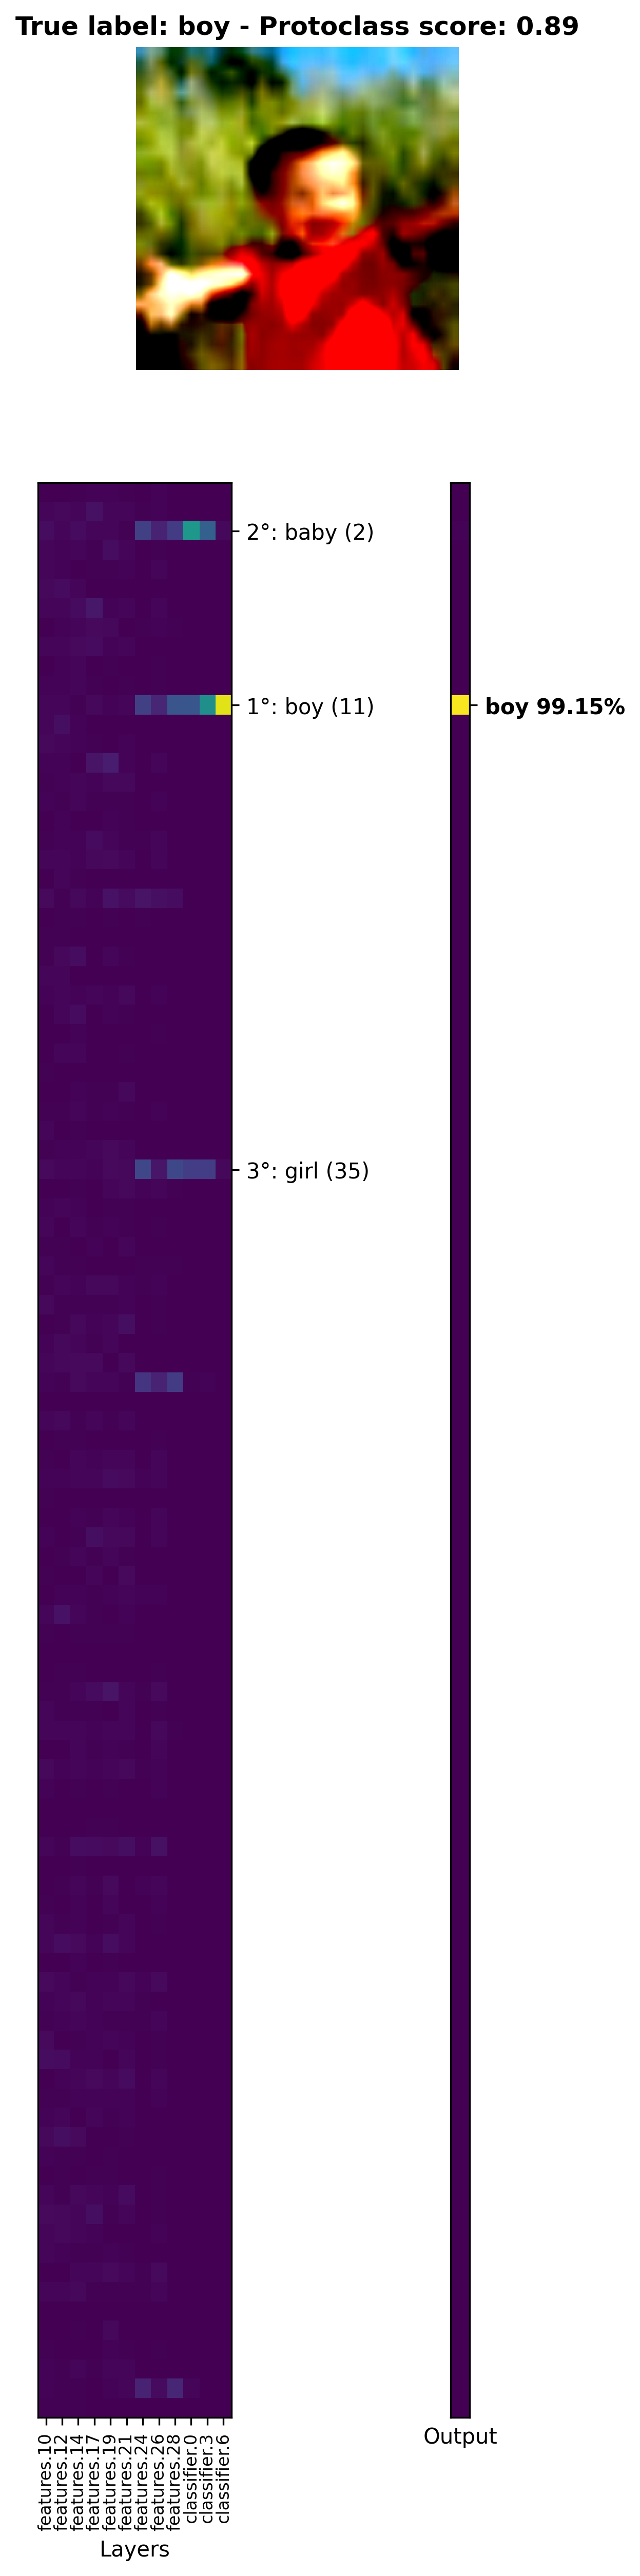 True label: boy - Protoclass score: 0.89
2°: baby (2)
1°: boy (11)
boy 99.15%
3°: girl (35)
features.10
features.12
features.14
features.17
features.19
features.21
features.24
features.26
features.28
classifier.0
classifier.3
classifier.6
Output
Layers